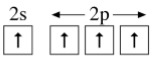 2s ← 2p →
↑ ↑ ↑ ↑